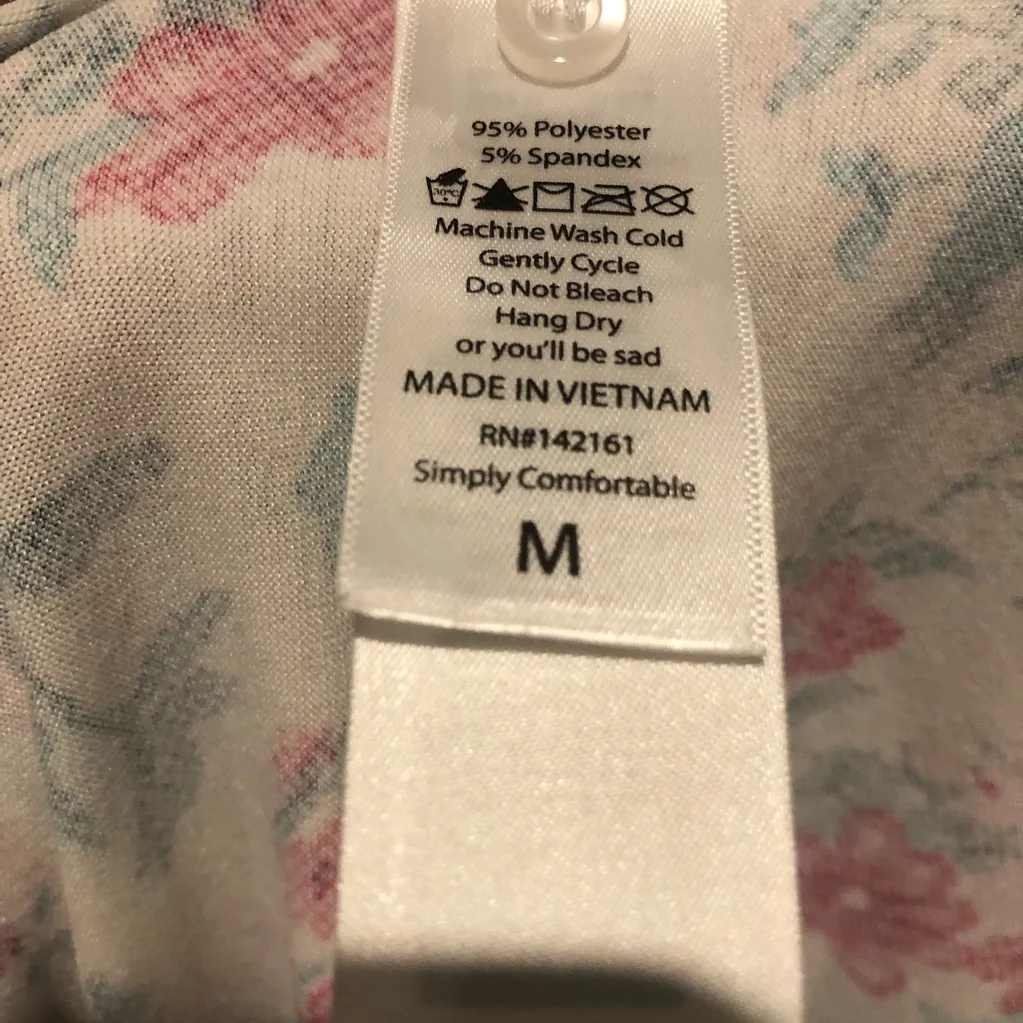 95% Polyester
5% Spandex
30°C
Machine Wash Cold
Gently Cycle
Do Not Bleach
Hang Dry
or you'll be sad
MADE IN VIETNAM
RN#142161
Simply Comfortable
M